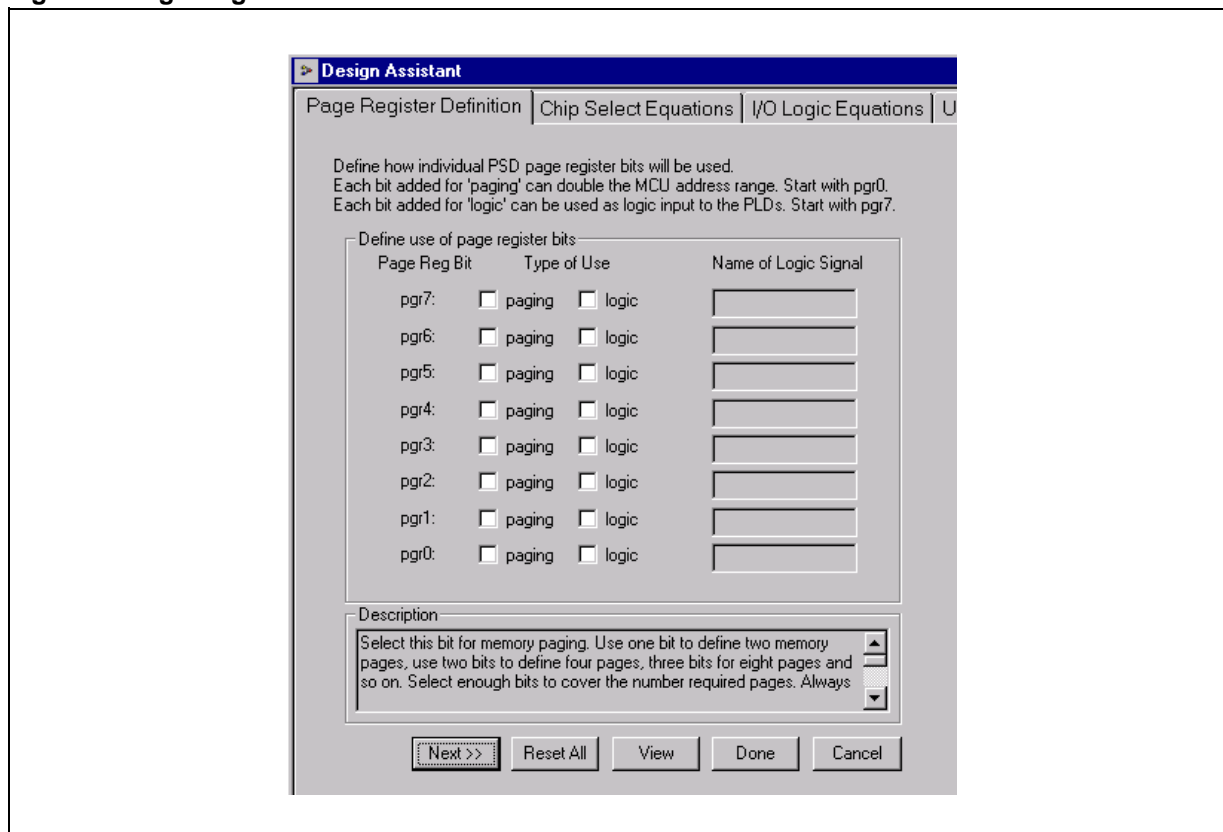 Design Assistant
Page Register Definition Chip Select Equations I/O Logic Equations U
Define how individual PSD page register bits will be used.
Each bit added for 'paging' can double the MCU address range. Start with pgr0.
Each bit added for 'logic' can be used as logic input to the PLDs. Start with pgr7.
Define use of page register bits
Page Reg Bit Type of Use Name of Logic Signal
pgr7: paging logic
pgr6: paging logic
pgr5: paging logic
pgr4: paging logic
pgr3: paging logic
pgr2: paging logic
pgr1: paging logic
pgr0: paging logic
Description
Select this bit for memory paging. Use one bit to define two memory
pages, use two bits to define four pages, three bits for eight pages and
so on. Select enough bits to cover the number required pages. Always
Next >> Reset All View Done Cancel